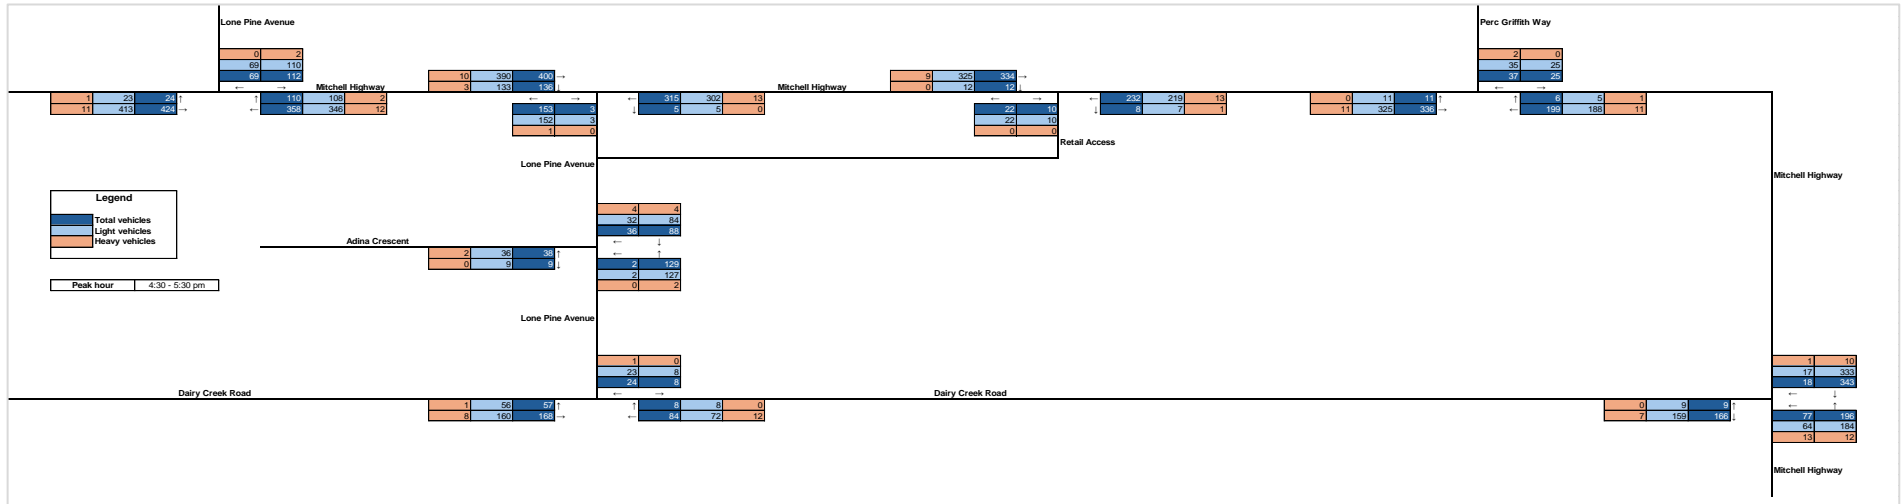 Lone Pine Avenue
Perc Griffith Way
0 2
69 110
69 112
2 0
35 25
37 25
← →
← →
Mitchell Highway
10 390 400 →
3 133 136 ↓
Mitchell Highway
9 325 334 →
0 12 12 ↓
1 23 24 ↑
11 413 424 →
↑ 110 108 2
← 358 346 12
← →
153 3
152 3
1 0
← 315 302 13
↓ 5 5 0
← →
22 10
22 10
0 0
← 232 219 13
↓ 8 7 1
0 11 11 ↑
11 325 336 →
↑ 6 5 1
← 199 188 11
Retail Access
Lone Pine Avenue
Mitchell Highway
Legend
Total vehicles
Light vehicles
Heavy vehicles
4 4
32 84
36 88
← ↓
Adina Crescent
2 36 38 ↑
0 9 9 ↓
← ↑
2 129
2 127
0 2
Peak hour 4:30 - 5:30 pm
Lone Pine Avenue
1 0
23 8
24 8
← →
1 10
17 333
18 343
← ↓
Dairy Creek Road
Dairy Creek Road
1 56 57 ↑
8 160 168 →
↑ 8 8 0
← 84 72 12
0 9 9 ↑
7 159 166 ↓
← ↑
77 196
64 184
13 12
Mitchell Highway